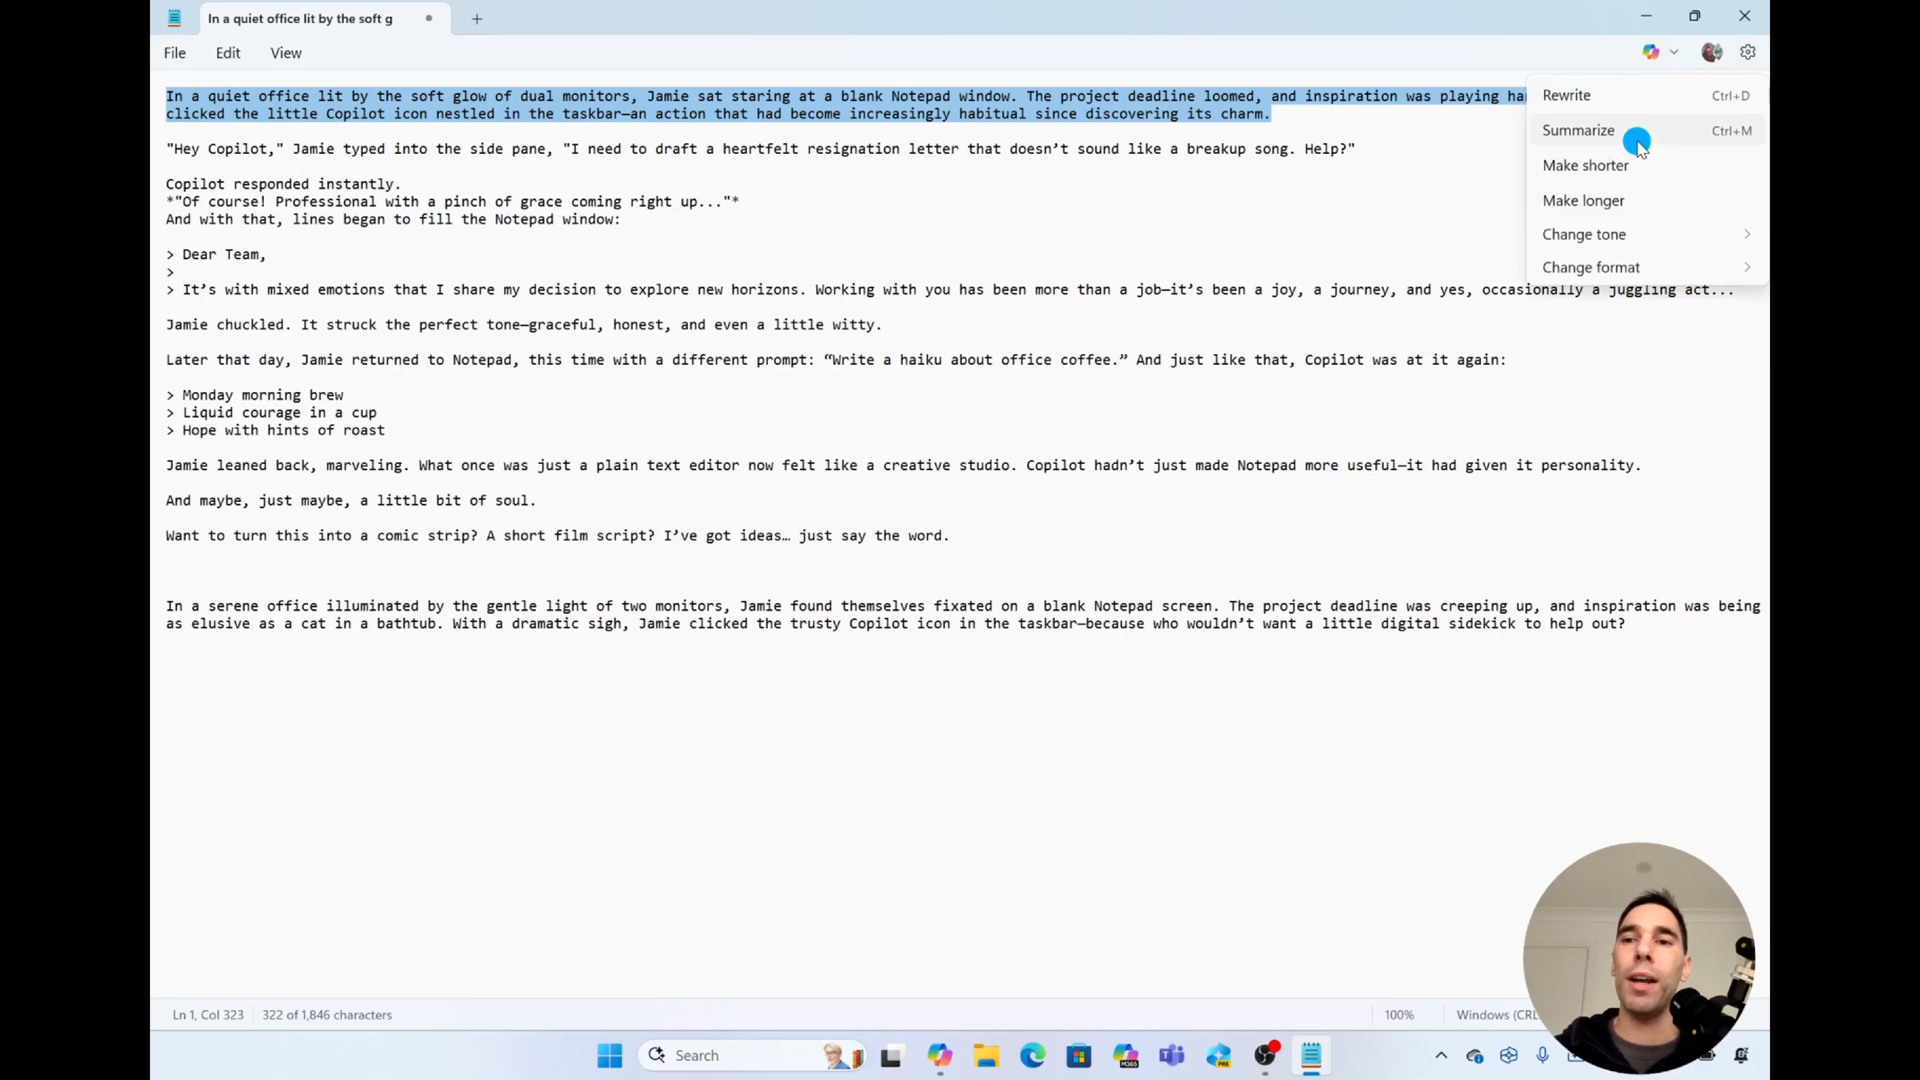 In a quiet office lit by the soft g
File Edit View
In a quiet office lit by the soft glow of dual monitors, Jamie sat staring at a blank Notepad window. The project deadline loomed, and inspiration was playing
clicked the little Copilot icon nestled in the taskbar—an action that had become increasingly habitual since discovering its charm.
Rewrite Ctrl+D
Summarize Ctrl+M
Make shorter
Make longer
Change tone
Change format
"Hey Copilot," Jamie typed into the side pane, "I need to draft a heartfelt resignation letter that doesn’t sound like a breakup song. Help?"
Copilot responded instantly.
*"Of course! Professional with a pinch of grace coming right up..."*
And with that, lines began to fill the Notepad window:
> Dear Team,
>
> It’s with mixed emotions that I share my decision to explore new horizons. Working with you has been more than a job—it’s been a joy, a journey, and yes, occasionally a juggling act...
Jamie chuckled. It struck the perfect tone—graceful, honest, and even a little witty.
Later that day, Jamie returned to Notepad, this time with a different prompt: “Write a haiku about office coffee.” And just like that, Copilot was at it again:
> Monday morning brew
> Liquid courage in a cup
> Hope with hints of roast
Jamie leaned back, marveling. What once was just a plain text editor now felt like a creative studio. Copilot hadn’t just made Notepad more useful—it had given it personality.
And maybe, just maybe, a little bit of soul.
Want to turn this into a comic strip? A short film script? I’ve got ideas… just say the word.
In a serene office illuminated by the gentle light of two monitors, Jamie found themselves fixated on a blank Notepad screen. The project deadline was creeping up, and inspiration was being
as elusive as a cat in a bathtub. With a dramatic sigh, Jamie clicked the trusty Copilot icon in the taskbar—because who wouldn’t want a little digital sidekick to help out?
Ln 1, Col 323 322 of 1,846 characters 100% Windows (CRL
Search M365 PRE